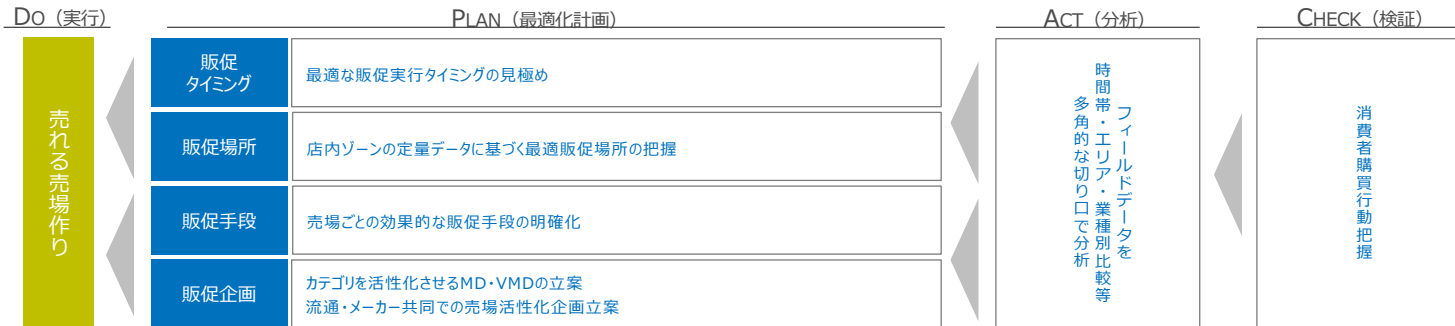 DO（実行）
PLAN（最適化計画）
ACT（分析）
CHECK（検証）
売れる売場作り
販促
タイミング
最適な販促実行タイミングの見極め
販促場所
店内ゾーンの定量データに基づく最適販促場所の把握
販促手段
売場ごとの効果的な販促手段の明確化
販促企画
カテゴリを活性化させるMD・VMDの立案
流通・メーカー共同での売場活性化企画立案
フィールドデータを
時間帯・エリア・業種別比較等
多角的な切り口で分析
消費者購買行動把握